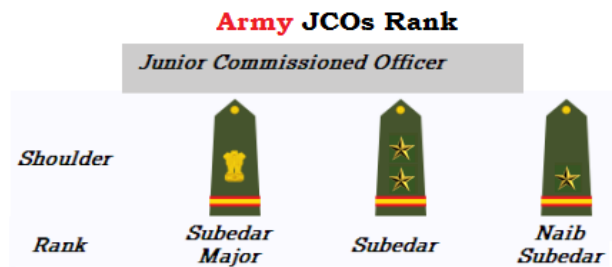 Army JCOs Rank
Junior Commissioned Officer
Shoulder
Rank
Subedar
Major
Subedar
Naib
Subedar